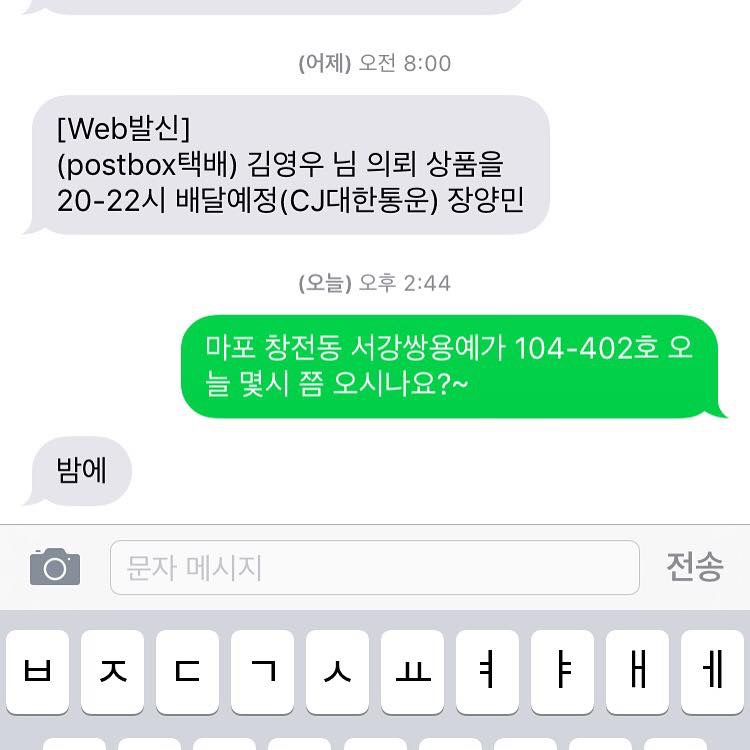 (어제) 오전 8:00
[Web발신]
(postbox택배) 김영우 님 의뢰 상품을
20-22시 배달예정(CJ대한통운) 장양민
(오늘) 오후 2:44
마포 창전동 서강쌍용예가 104-402호 오
늘 몇시 쯤 오시나요?~
밤에
문자 메시지
전송
ㅂ ㅈ ㄷ ㄱ ㅅ ㅛ ㅕ ㅑ ㅐ ㅔ